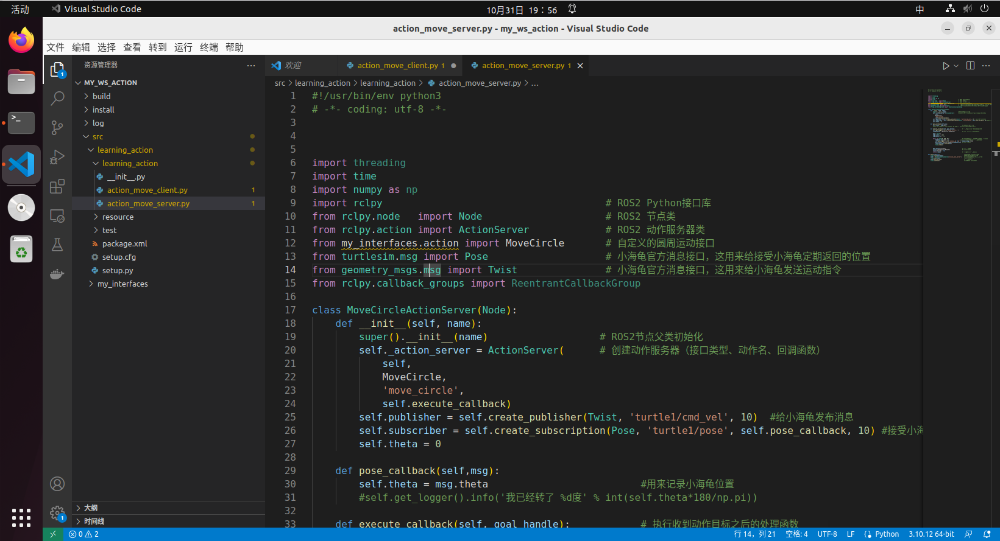 活动
Visual Studio Code
10月31日 19：56
中
action_move_server.py - my_ws_action - Visual Studio Code
文件 编辑 选择 查看 转到 运行 终端 帮助
资源管理器
MY_WS_ACTION
build
install
log
src
learning_action
learning_action
__init__.py
action_move_client.py 1
action_move_server.py 1
resource
test
package.xml
setup.cfg
setup.py
my_interfaces
大纲
时间线
欢迎
action_move_client.py 1
action_move_server.py 1
src > learning_action > learning_action > action_move_server.py > ...
1 #!/usr/bin/env python3
2 # -*- coding: utf-8 -*-
3
4
5
6 import threading
7 import time
8 import numpy as np
9 import rclpy # ROS2 Python接口库
10 from rclpy.node import Node # ROS2 节点类
11 from rclpy.action import ActionServer # ROS2 动作服务器类
12 from my_interfaces.action import MoveCircle # 自定义的圆周运动接口
13 from turtlesim.msg import Pose # 小海龟官方消息接口，这用来给接受小海龟定期返回的位置
14 from geometry_msgs.msg import Twist # 小海龟官方消息接口，这用来给小海龟发送运动指令
15 from rclpy.callback_groups import ReentrantCallbackGroup
16
17 class MoveCircleActionServer(Node):
18 def __init__(self, name):
19 super().__init__(name) # ROS2节点父类初始化
20 self._action_server = ActionServer( # 创建动作服务器（接口类型、动作名、回调函数）
21 self,
22 MoveCircle,
23 'move_circle',
24 self.execute_callback)
25 self.publisher = self.create_publisher(Twist, 'turtle1/cmd_vel', 10) #给小海龟发布消息
26 self.subscriber = self.create_subscription(Pose, 'turtle1/pose', self.pose_callback, 10) #接受小海
27 self.theta = 0
28
29 def pose_callback(self,msg):
30 self.theta = msg.theta #用来记录小海龟位置
31 #self.get_logger().info('我已经转了 %d度' % int(self.theta*180/np.pi))
32
33 def execute_callback(self, goal_handle): # 执行收到动作目标之后的处理函数
0 2
行 14，列 21 空格: 4 UTF-8 LF Python 3.10.12 64-bit